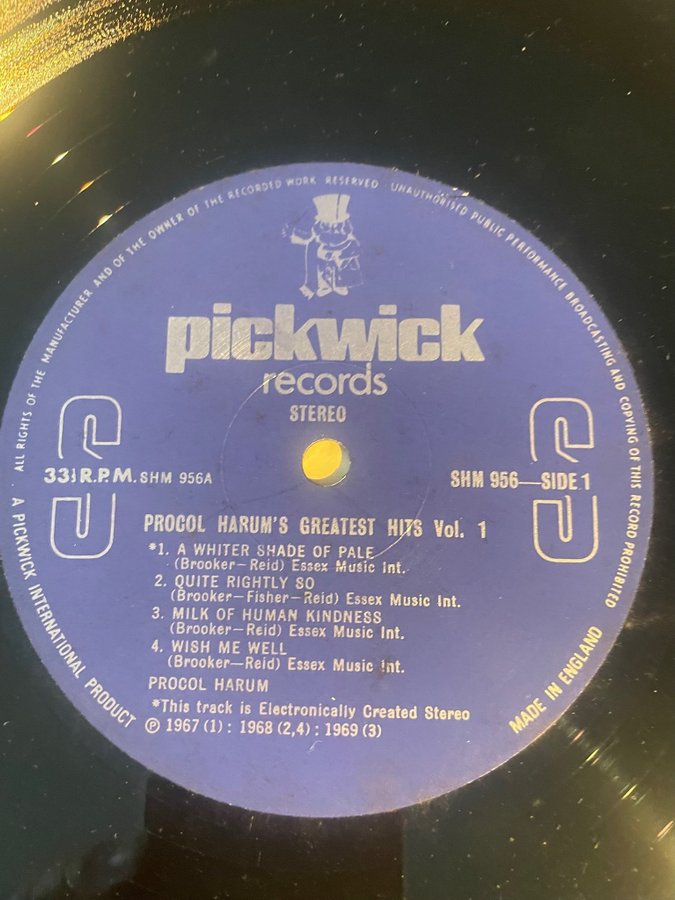 ALL RIGHTS OF THE MANUFACTURER AND OF THE OWNER OF THE RECORDED WORK RESERVED UNAUTHORISED PUBLIC PERFORMANCE BROADCASTING AND COPYING OF THIS RECORD PROHIBITED
pickwick
records
STEREO
33⅓ R.P.M. SHM 956A
SHM 956—SIDE 1
PROCOL HARUM'S GREATEST HITS Vol. 1
*1. A WHITER SHADE OF PALE
(Brooker—Reid) Essex Music Int.
2. QUITE RIGHTLY SO
(Brooker—Fisher—Reid) Essex Music Int.
3. MILK OF HUMAN KINDNESS
(Brooker—Reid) Essex Music Int.
4. WISH ME WELL
(Brooker—Reid) Essex Music Int.
PROCOL HARUM
*This track is Electronically Created Stereo
℗ 1967 (1) : 1968 (2,4) : 1969 (3)
A PICKWICK INTERNATIONAL PRODUCT
MADE IN ENGLAND